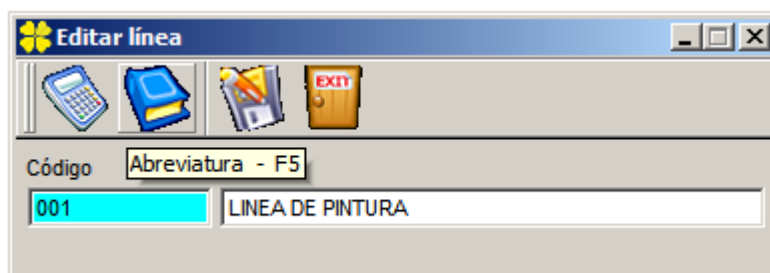 Editar línea
EXIT
Código
Abreviatura - F5
001
LINEA DE PINTURA